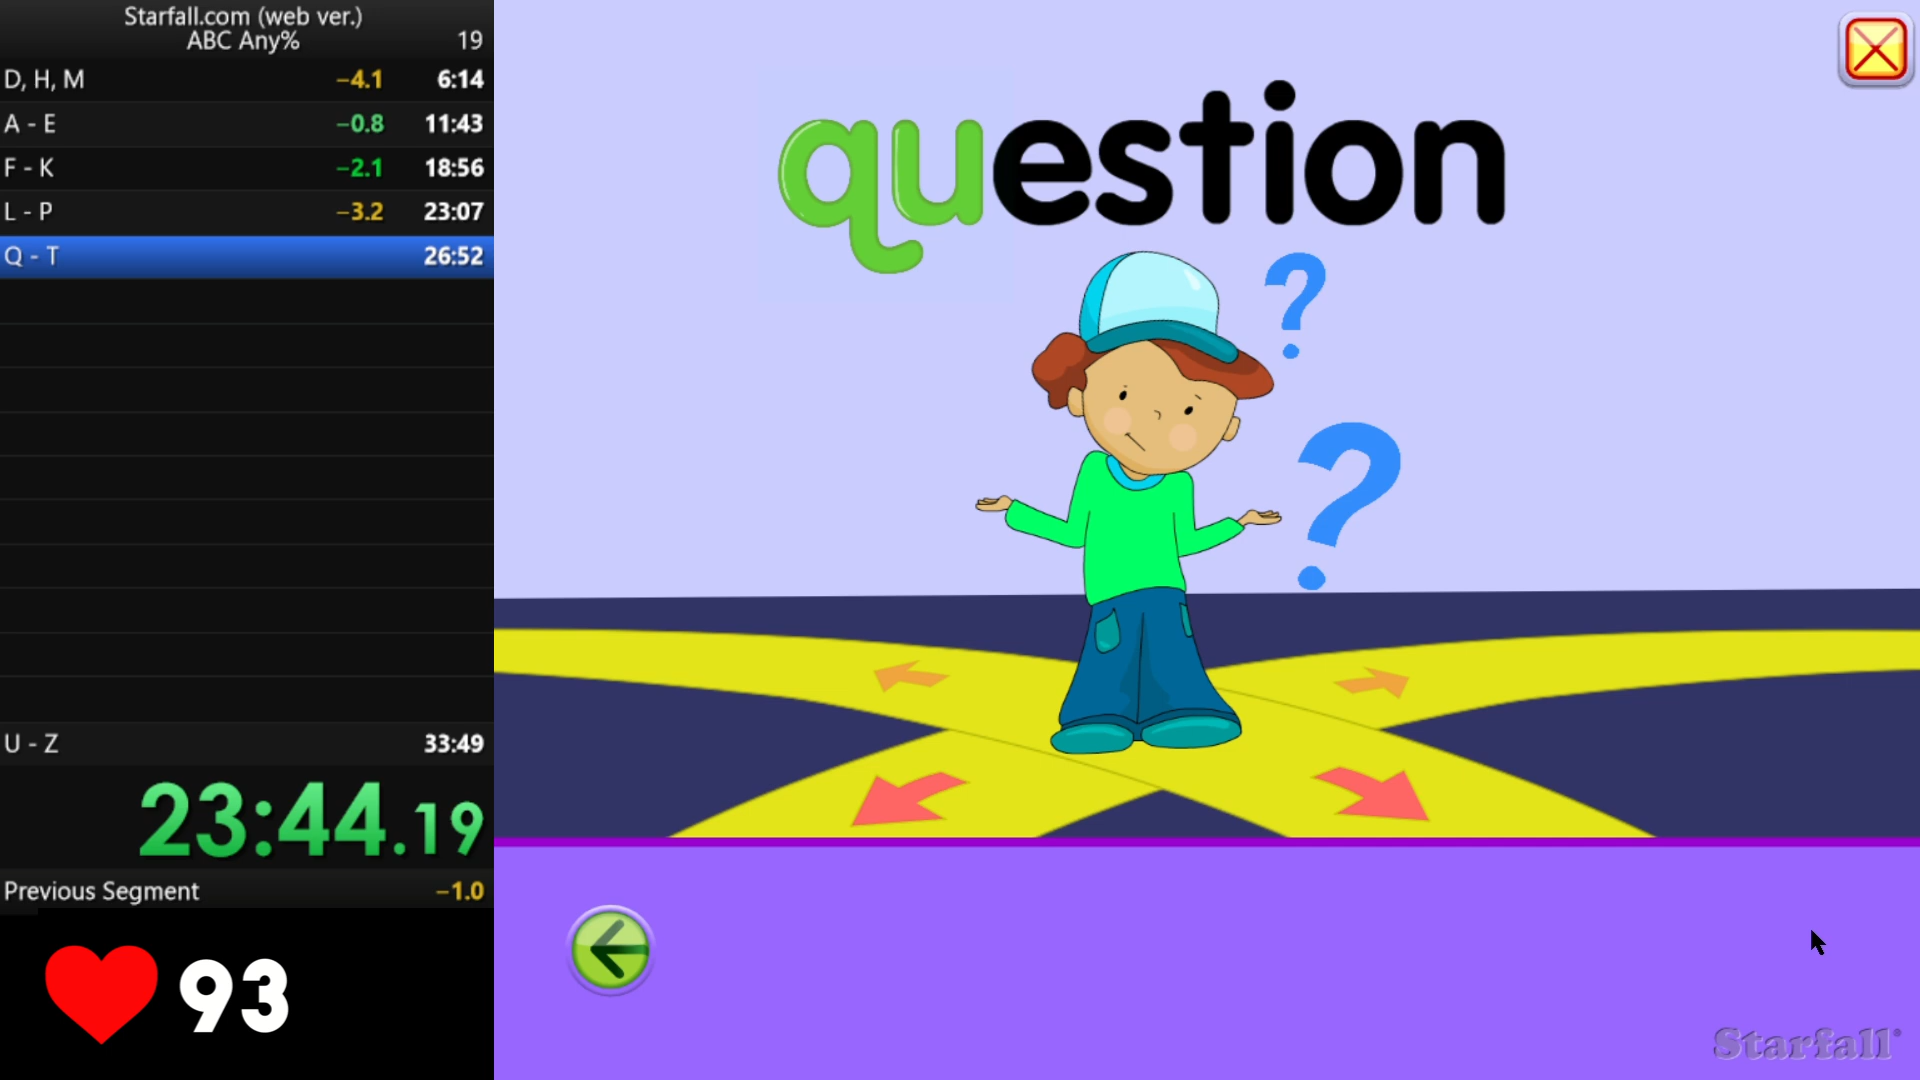 Starfall.com (web ver.)
ABC Any% 19
D, H, M −4.1 6:14
A - E −0.8 11:43
F - K −2.1 18:56
L - P −3.2 23:07
Q - T 26:52
U - Z 33:49
23:44.19
Previous Segment −1.0
93
question
?
?
Starfall®